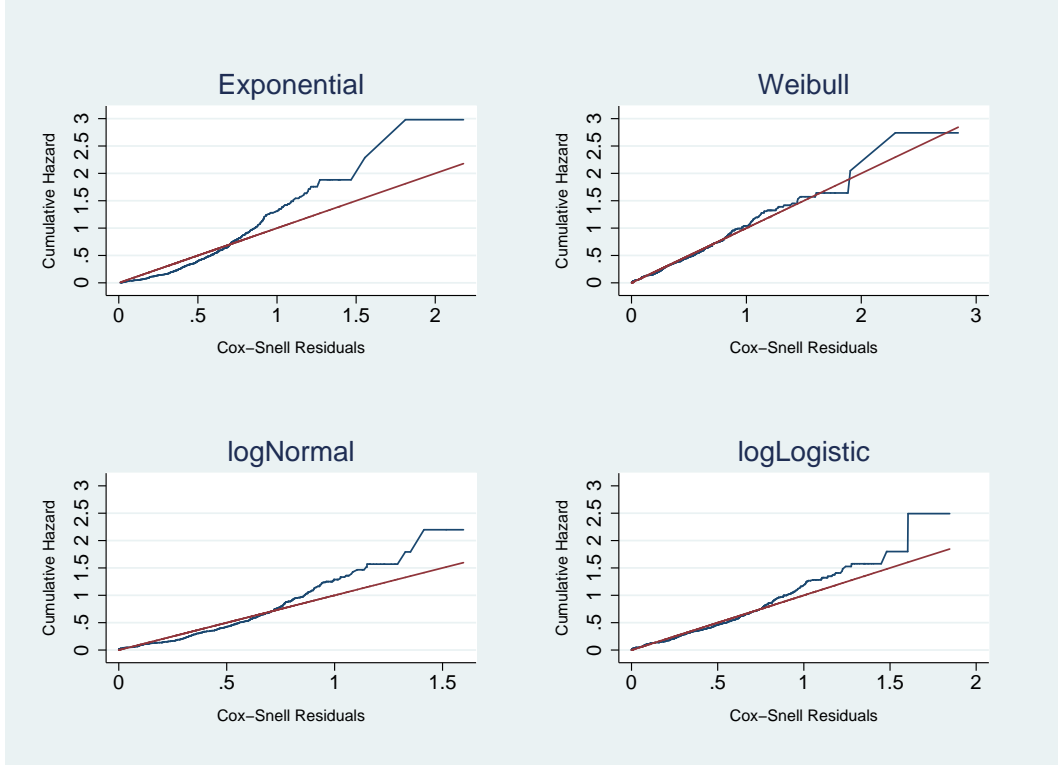 Exponential
Cumulative Hazard
0 .5 1 1.5 2 2.5 3
0 .5 1 1.5 2
Cox−Snell Residuals
Weibull
Cumulative Hazard
0 .5 1 1.5 2 2.5 3
0 1 2 3
Cox−Snell Residuals
logNormal
Cumulative Hazard
0 .5 1 1.5 2 2.5 3
0 .5 1 1.5
Cox−Snell Residuals
logLogistic
Cumulative Hazard
0 .5 1 1.5 2 2.5 3
0 .5 1 1.5 2
Cox−Snell Residuals